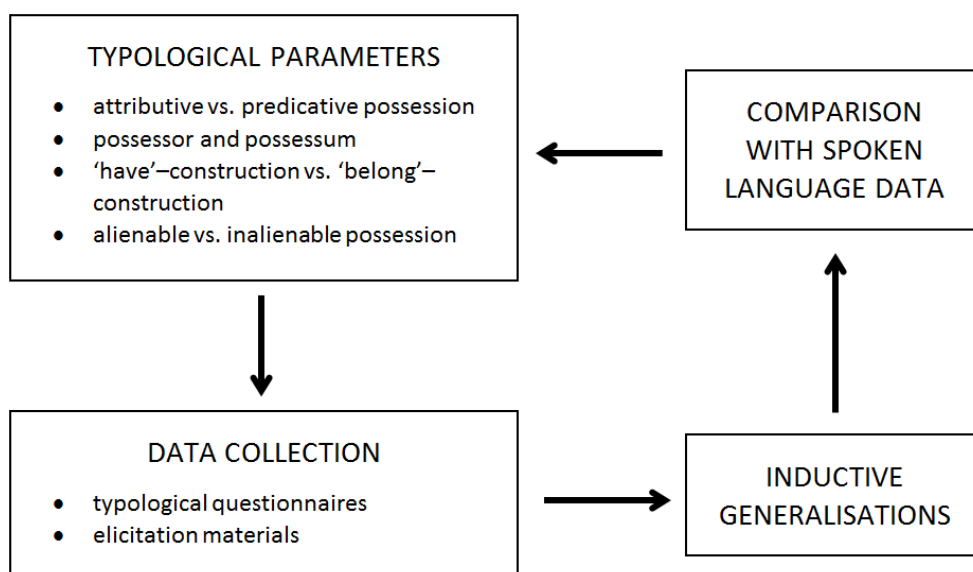 TYPOLOGICAL PARAMETERS
• attributive vs. predicative possession
• possessor and possessum
• ‘have’–construction vs. ‘belong’–
construction
• alienable vs. inalienable possession
COMPARISON
WITH SPOKEN
LANGUAGE DATA
DATA COLLECTION
• typological questionnaires
• elicitation materials
INDUCTIVE
GENERALISATIONS